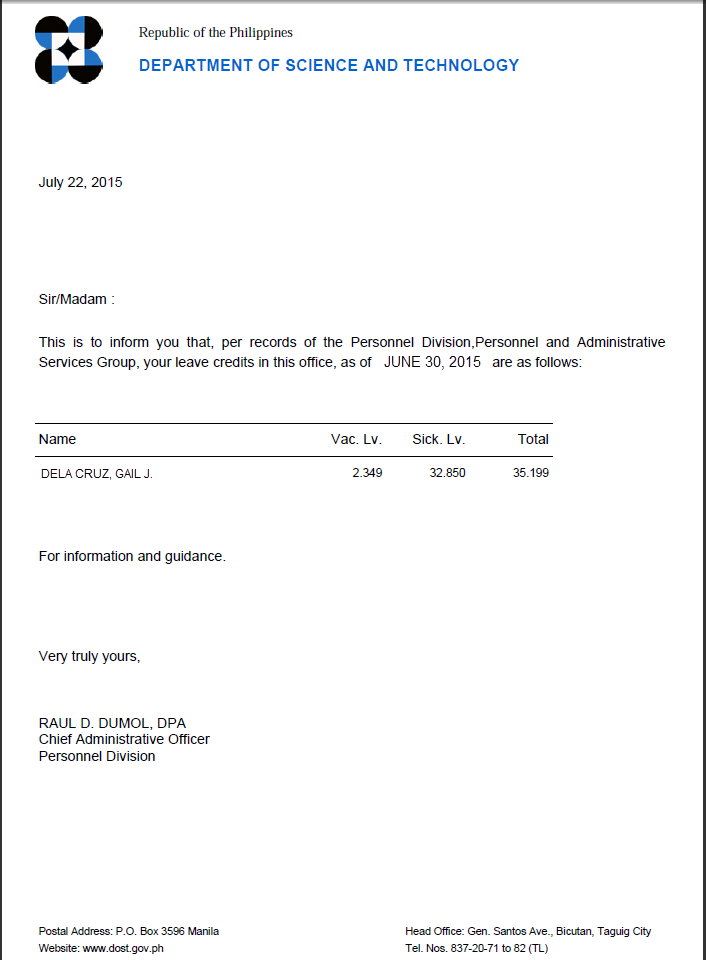 Republic of the Philippines
DEPARTMENT OF SCIENCE AND TECHNOLOGY
July 22, 2015
Sir/Madam :
This is to inform you that, per records of the Personnel Division,Personnel and Administrative
Services Group, your leave credits in this office, as of JUNE 30, 2015 are as follows:
Name Vac. Lv. Sick. Lv. Total
DELA CRUZ, GAIL J. 2.349 32.850 35.199
For information and guidance.
Very truly yours,
RAUL D. DUMOL, DPA
Chief Administrative Officer
Personnel Division
Postal Address: P.O. Box 3596 Manila Head Office: Gen. Santos Ave., Bicutan, Taguig City
Website: www.dost.gov.ph Tel. Nos. 837-20-71 to 82 (TL)